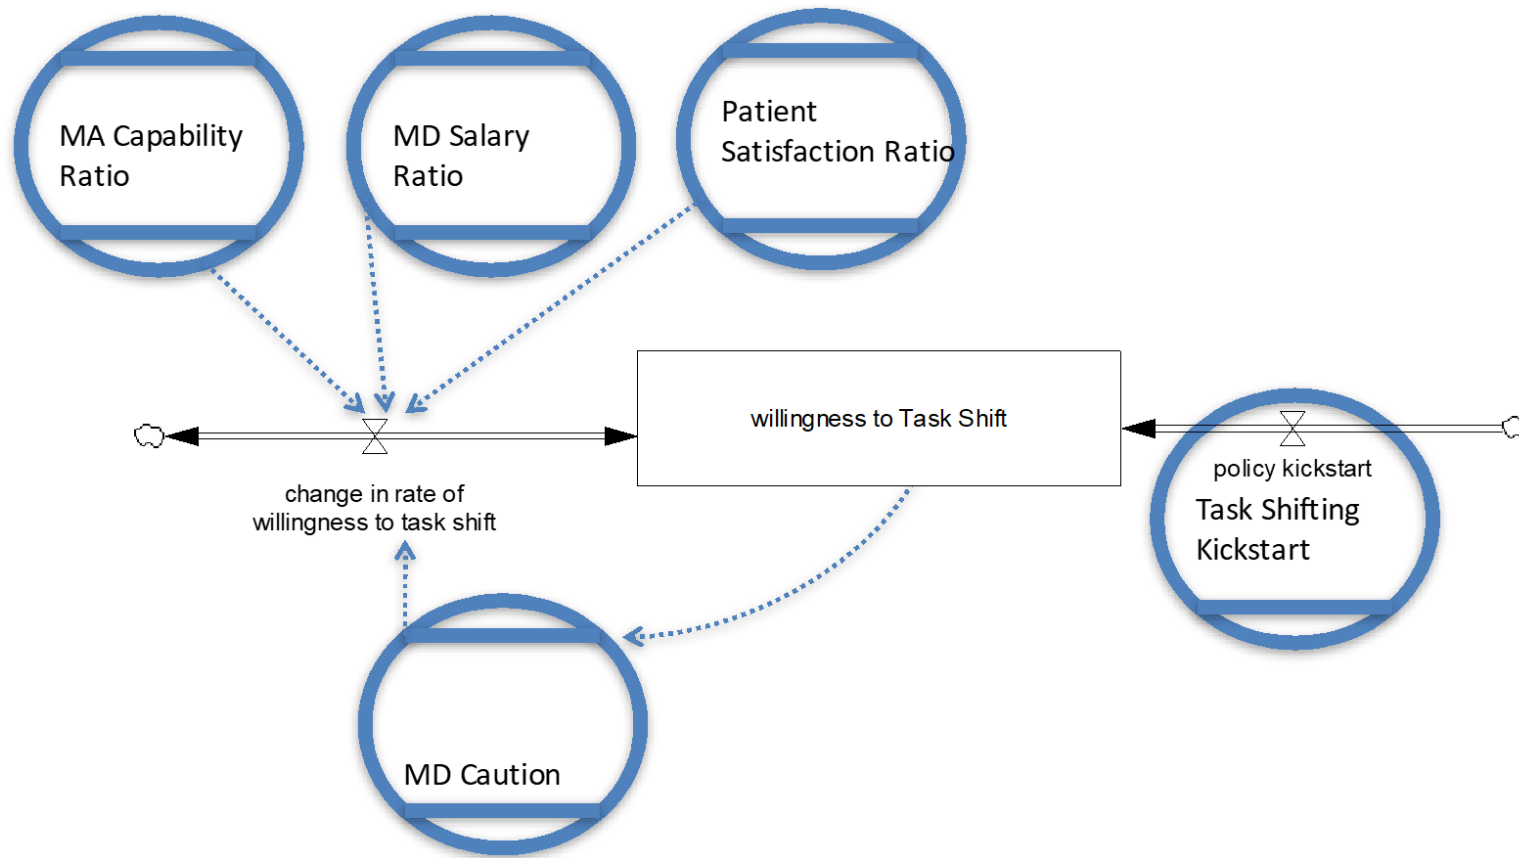 MA Capability
Ratio
MD Salary
Ratio
Patient
Satisfaction Ratio
willingness to Task Shift
policy kickstart
Task Shifting
Kickstart
change in rate of
willingness to task shift
MD Caution